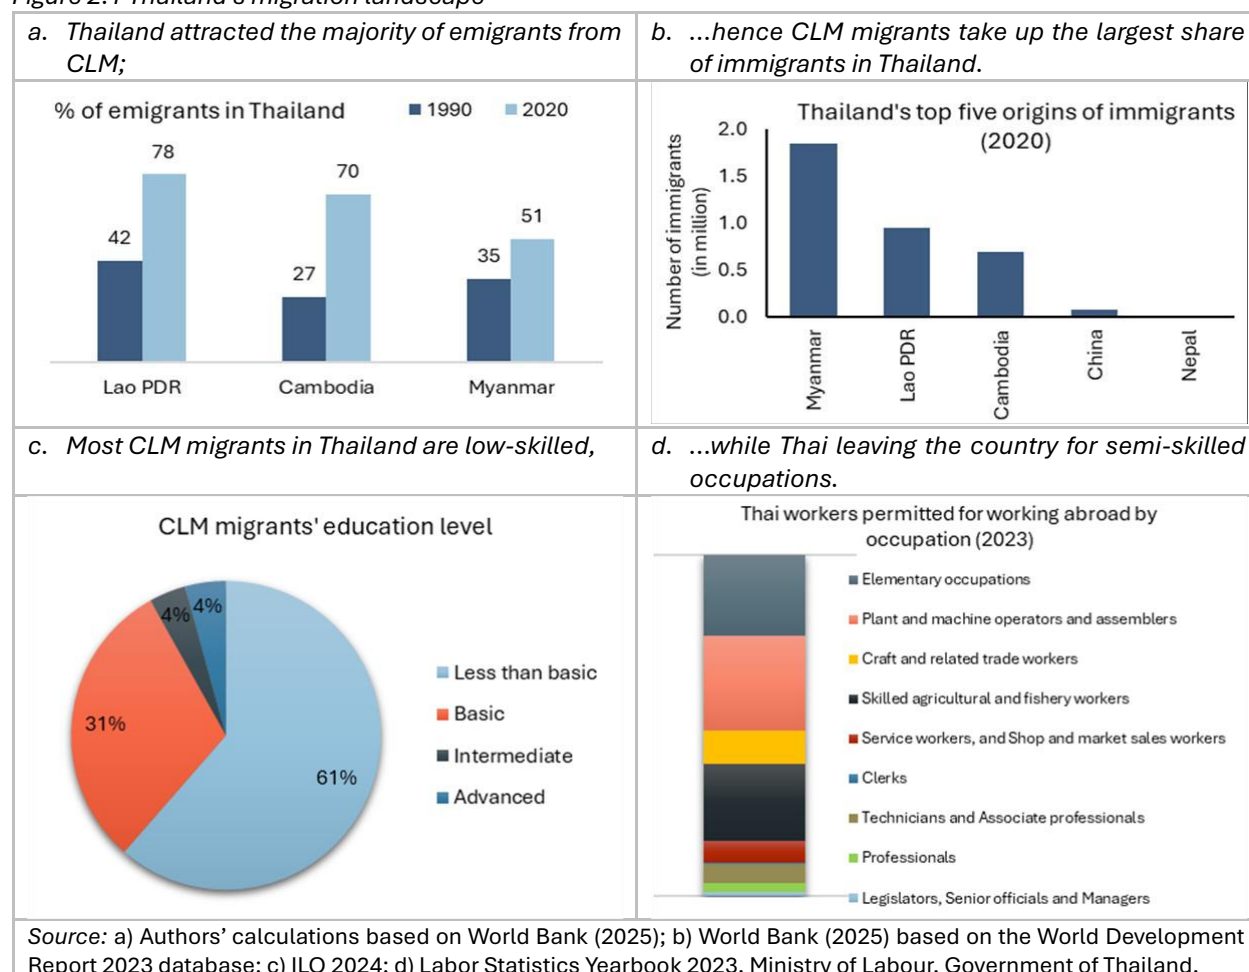 Figure 2.1 Thailand's migration landscape
a. Thailand attracted the majority of emigrants from
CLM;
b. ...hence CLM migrants take up the largest share
of immigrants in Thailand.
% of emigrants in Thailand
1990
2020
42
78
27
70
35
51
Lao PDR
Cambodia
Myanmar
Thailand's top five origins of immigrants
(2020)
Number of immigrants
(in million)
2.0
1.5
1.0
0.5
0.0
Myanmar
Lao PDR
Cambodia
China
Nepal
c. Most CLM migrants in Thailand are low-skilled,
d. ...while Thai leaving the country for semi-skilled
occupations.
CLM migrants' education level
4%
4%
31%
61%
Less than basic
Basic
Intermediate
Advanced
Thai workers permitted for working abroad by
occupation (2023)
Elementary occupations
Plant and machine operators and assemblers
Craft and related trade workers
Skilled agricultural and fishery workers
Service workers, and Shop and market sales workers
Clerks
Technicians and Associate professionals
Professionals
Legislators, Senior officials and Managers
Source: a) Authors' calculations based on World Bank (2025); b) World Bank (2025) based on the World Development
Report 2023 database; c) ILO 2024; d) Labor Statistics Yearbook 2023, Ministry of Labour, Government of Thailand.